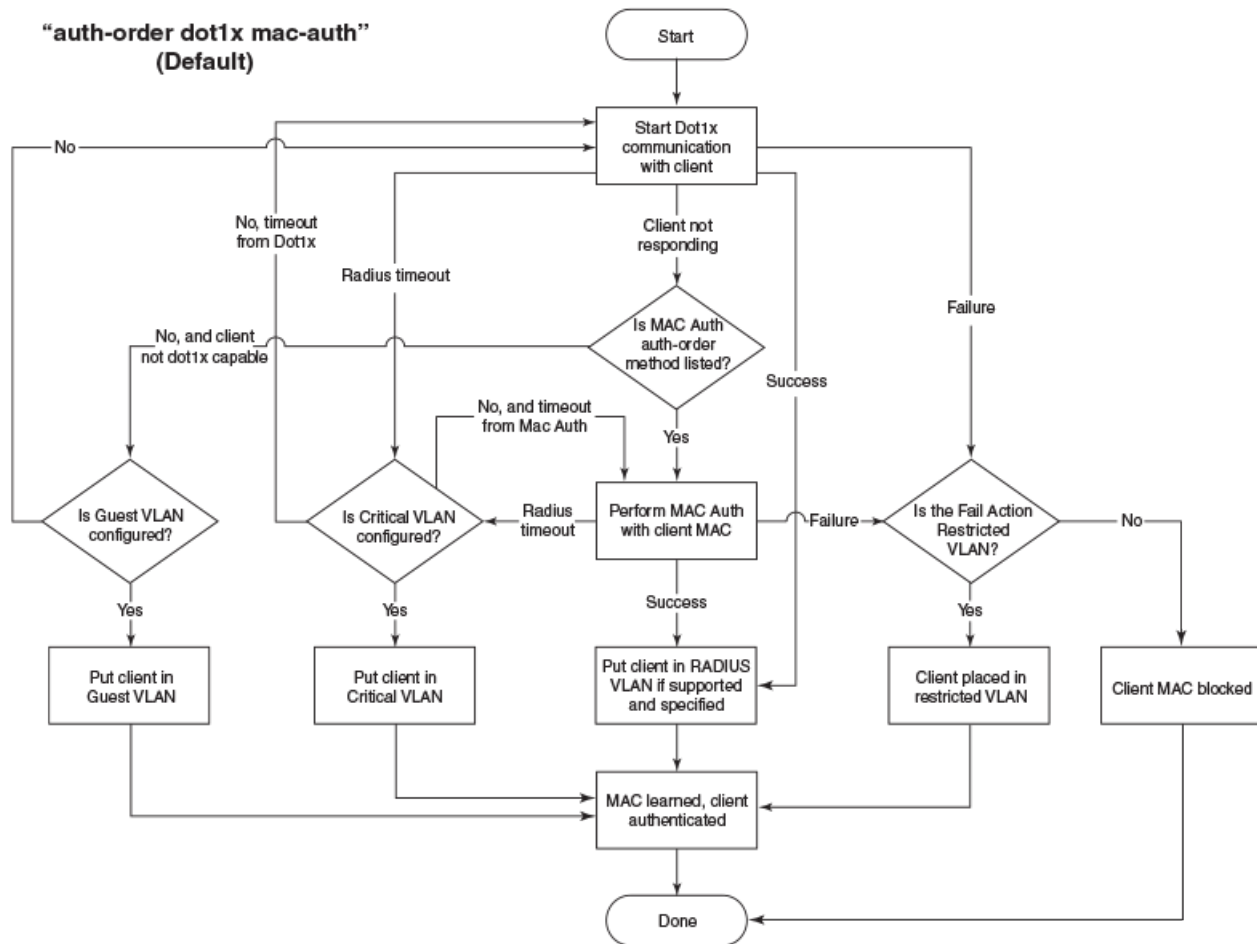 “auth-order dot1x mac-auth”
(Default)
Start
Start Dot1x
communication
with client
No
No, timeout
from Dot1x
Client not
responding
Radius timeout
Failure
No, and client
not dot1x capable
Is MAC Auth
auth-order
method listed?
Success
No, and timeout
from Mac Auth
Yes
Is Guest VLAN
configured?
Is Critical VLAN
configured?
Radius
timeout
Perform MAC Auth
with client MAC
Failure
Is the Fail Action
Restricted
VLAN?
No
Yes
Yes
Success
Yes
Put client in
Guest VLAN
Put client in
Critical VLAN
Put client in RADIUS
VLAN if supported
and specified
Client placed in
restricted VLAN
Client MAC blocked
MAC learned, client
authenticated
Done